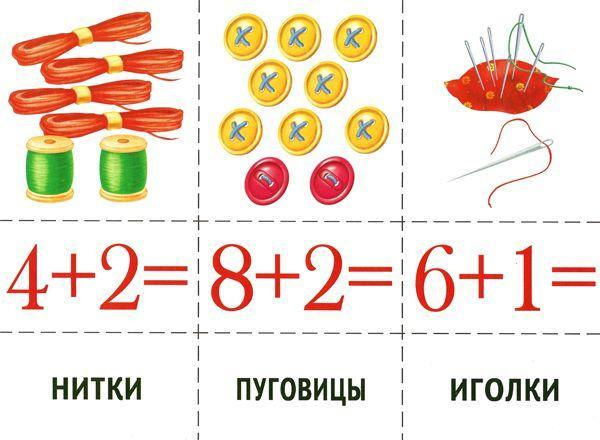 4+2= 8+2= 6+1=
НИТКИ ПУГОВИЦЫ ИГОЛКИ